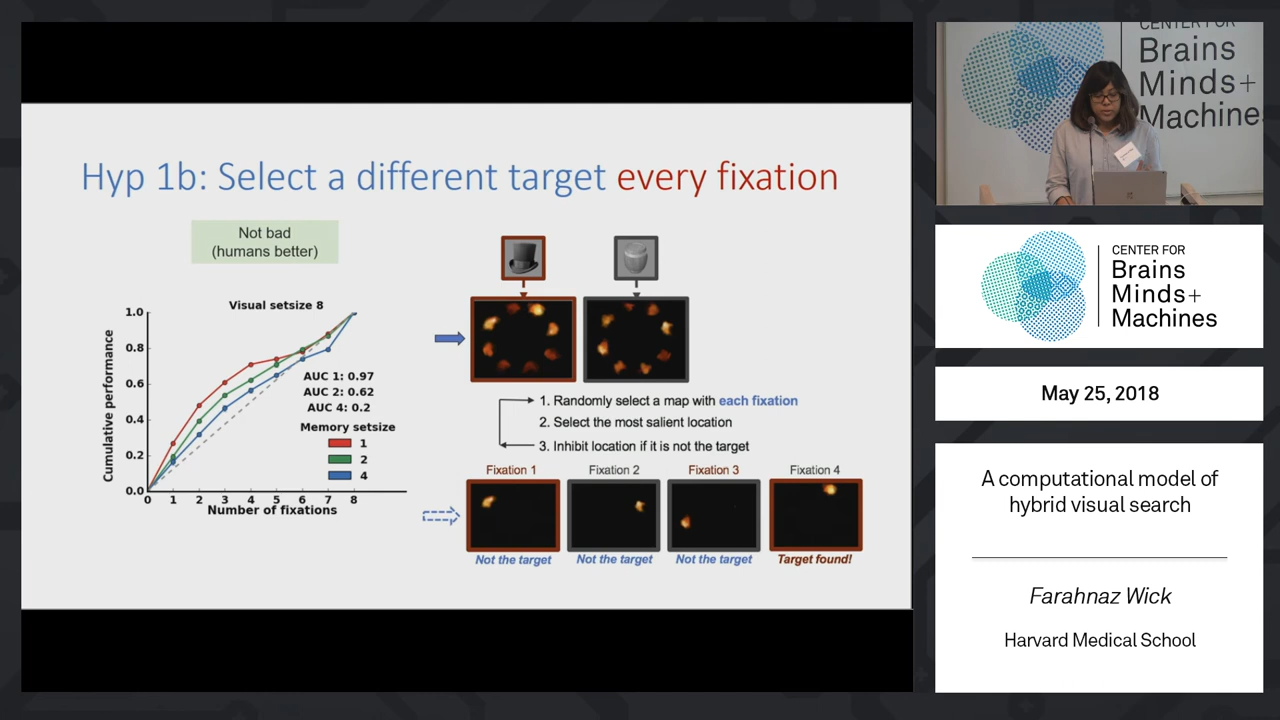 Hyp 1b: Select a different target every fixation
Not bad
(humans better)
Visual setsize 8
Cumulative performance
1.0
0.8
0.6
0.4
0.2
0.0
0 1 2 3 4 5 6 7 8
Number of fixations
AUC 1: 0.97
AUC 2: 0.62
AUC 4: 0.2
Memory setsize
1
2
4
1. Randomly select a map with each fixation
2. Select the most salient location
3. Inhibit location if it is not the target
Fixation 1
Fixation 2
Fixation 3
Fixation 4
Not the target
Not the target
Not the target
Target found!
CENTER FOR
Brains
Minds+
Machine
CENTER FOR
Brains
Minds+
Machines
May 25, 2018
A computational model of
hybrid visual search
Farahnaz Wick
Harvard Medical School